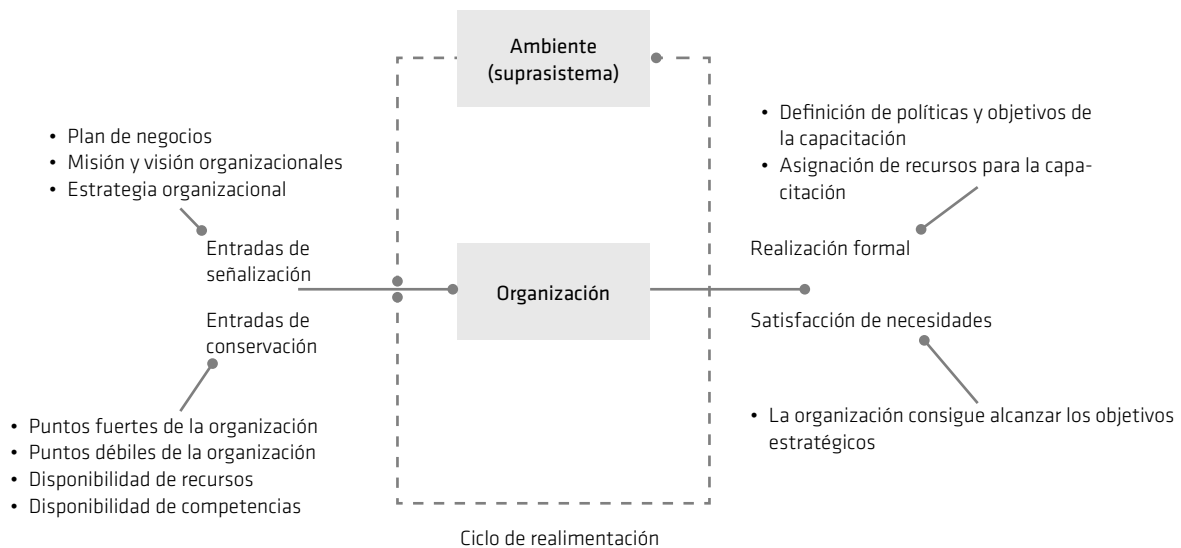 Ambiente
(suprasistema)
• Plan de negocios
• Misión y visión organizacionales
• Estrategia organizacional
• Definición de políticas y objetivos de
la capacitación
• Asignación de recursos para la capa-
citación
Entradas de
señalización
Organización
Realización formal
Entradas de
conservación
Satisfacción de necesidades
• Puntos fuertes de la organización
• Puntos débiles de la organización
• Disponibilidad de recursos
• Disponibilidad de competencias
• La organización consigue alcanzar los objetivos
estratégicos
Ciclo de realimentación